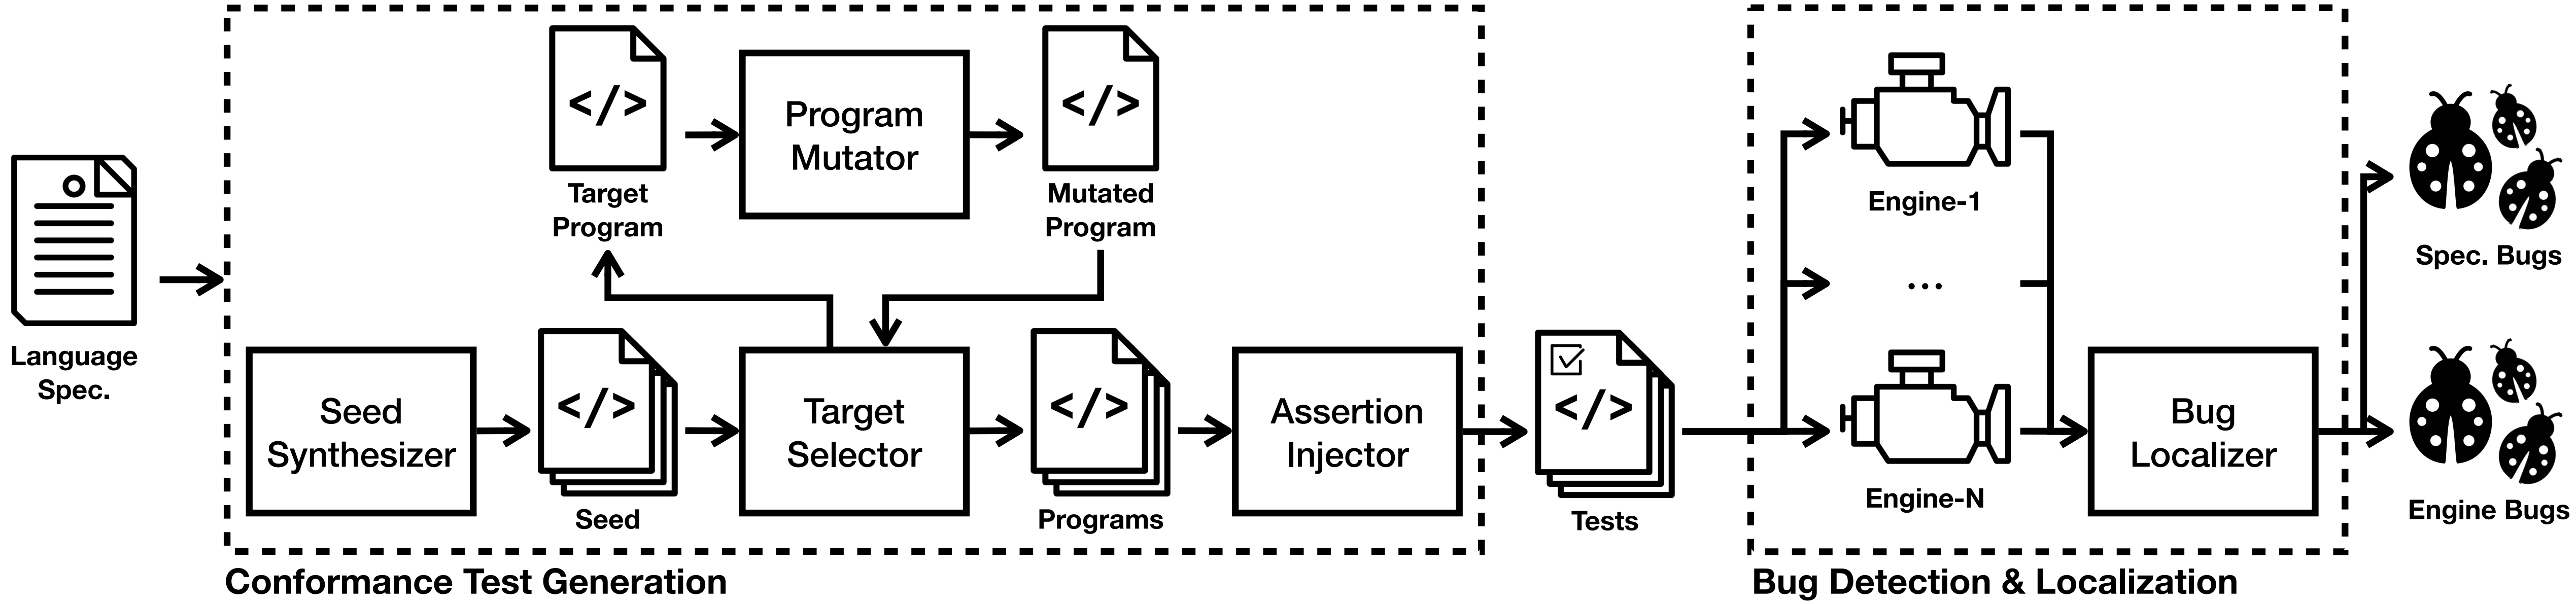 Language
Spec.
</>
Target
Program
Program
Mutator
</>
Mutated
Program
Seed
Synthesizer
</>
Seed
Target
Selector
</>
Programs
Assertion
Injector
Conformance Test Generation
</>
Tests
Engine-1
...
Engine-N
Bug
Localizer
Bug Detection & Localization
Spec. Bugs
Engine Bugs